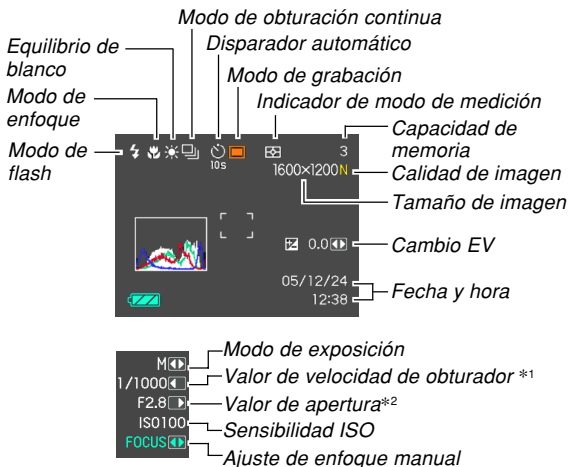 Modo de obturación continua
Equilibrio de blanco
Disparador automático
Modo de grabación
Modo de enfoque
Indicador de modo de medición
Modo de flash
Capacidad de memoria
10s
3
1600×1200N
Calidad de imagen
Tamaño de imagen
0.0
Cambio EV
05/12/24
12:38
Fecha y hora
M
Modo de exposición
1/1000
Valor de velocidad de obturador *1
F2.8
Valor de apertura*2
ISO100
Sensibilidad ISO
FOCUS
Ajuste de enfoque manual